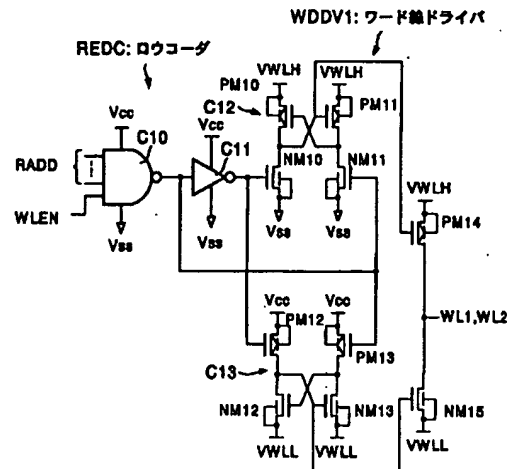 WDDV1: ワード線ドライバ
REDC: ロウコーダ
VWLH VWLH
PM10 PM11
C12
Vcc C10 Vcc C11
RADD
NM10 NM11
WLEN
Vss Vss Vss Vss
VWLH
PM14
Vcc Vcc
PM12
WL1,WL2
PM13
C13
NM12 NM13 NM15
VWLL VWLL VWLL